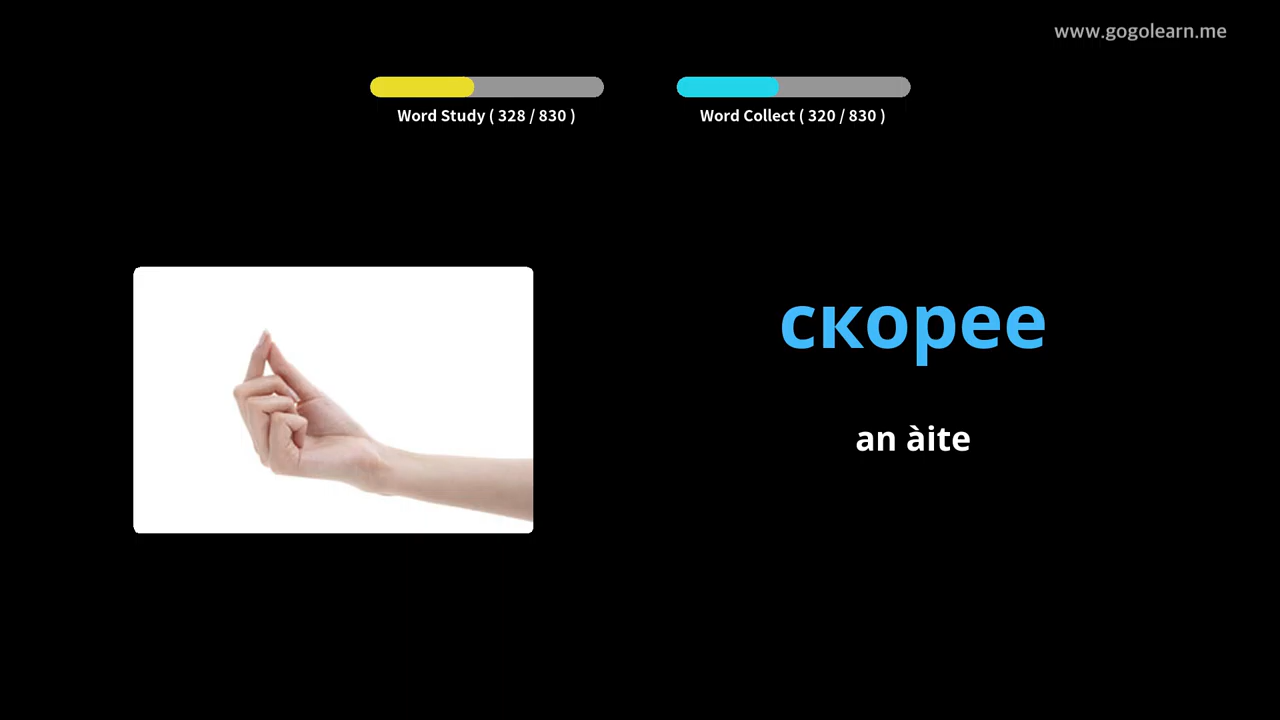 www.gogolearn.me
Word Study ( 328 / 830 )
Word Collect ( 320 / 830 )
скорее
an àite